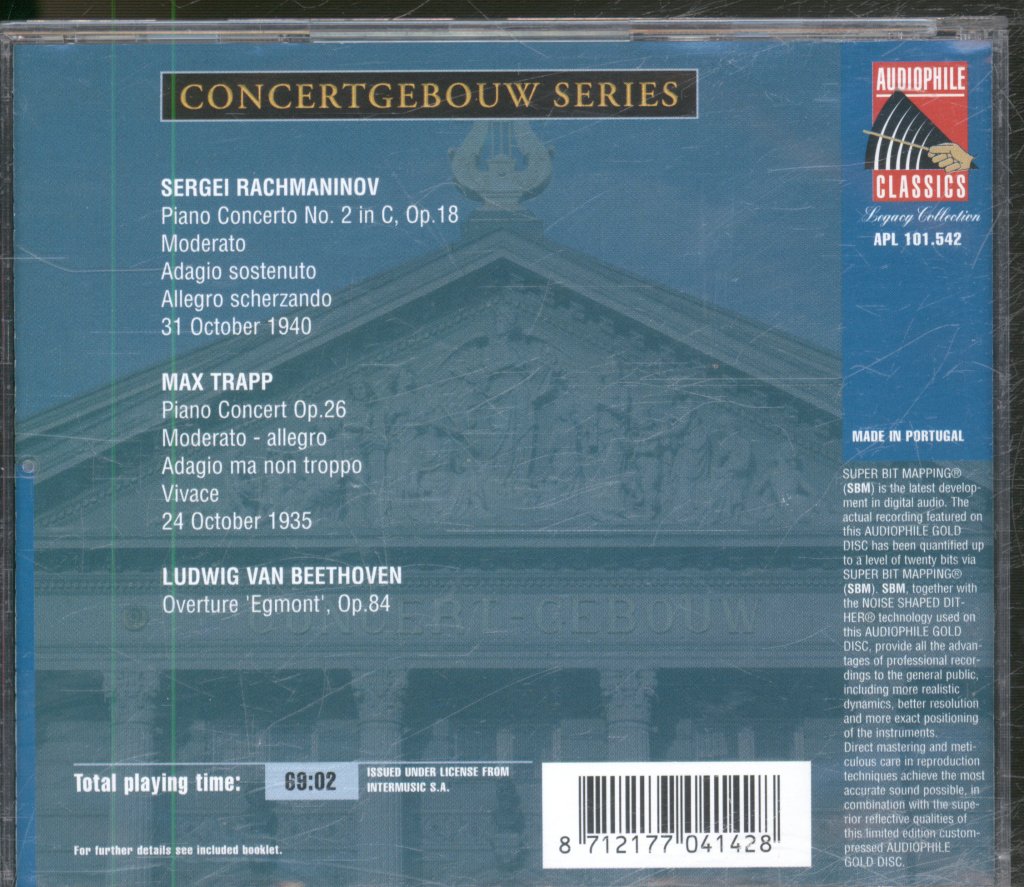 CONCERTGEBOUW SERIES
SERGEI RACHMANINOV
Piano Concerto No. 2 in C, Op.18
Moderato
Adagio sostenuto
Allegro scherzando
31 October 1940
MAX TRAPP
Piano Concert Op.26
Moderato - allegro
Adagio ma non troppo
Vivace
24 October 1935
LUDWIG VAN BEETHOVEN
Overture 'Egmont', Op.84
Total playing time:
69:02
ISSUED UNDER LICENSE FROM
INTERMUSIC S.A.
For further details see included booklet.
8 712177 041428
AUDIOPHILE
CLASSICS
Legacy Collection
APL 101.542
MADE IN PORTUGAL
SUPER BIT MAPPING®
(SBM) is the latest develop-
ment in digital audio. The
actual recording featured on
this AUDIOPHILE GOLD
DISC has been quantified up
to a level of twenty bits via
SUPER BIT MAPPING®
(SBM). SBM, together with
the NOISE SHAPED DIT-
HER® technology used on
this AUDIOPHILE GOLD
DISC, provide all the advan-
tages of professional recor-
dings to the general public,
including more realistic
dynamics, better resolution
and more exact positioning
of the instruments.
Direct mastering and meti-
culous care in reproduction
techniques achieve the most
accurate sound possible, in
combination with the supe-
rior reflective qualities of
this limited edition custom-
pressed AUDIOPHILE
GOLD DISC.
GEBOUW